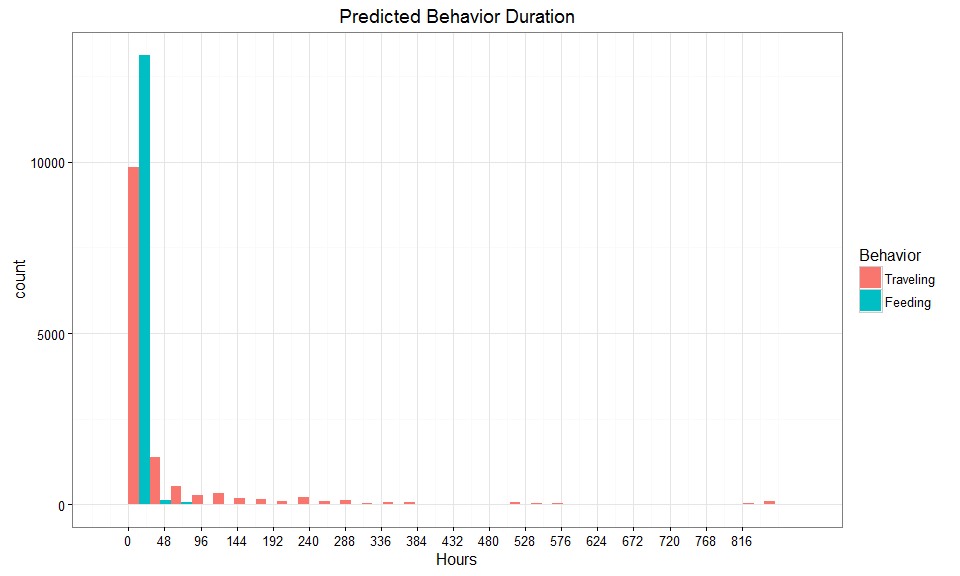 Predicted Behavior Duration
count
10000
5000
0
0 48 96 144 192 240 288 336 384 432 480 528 576 624 672 720 768 816
Hours
Behavior
Traveling
Feeding